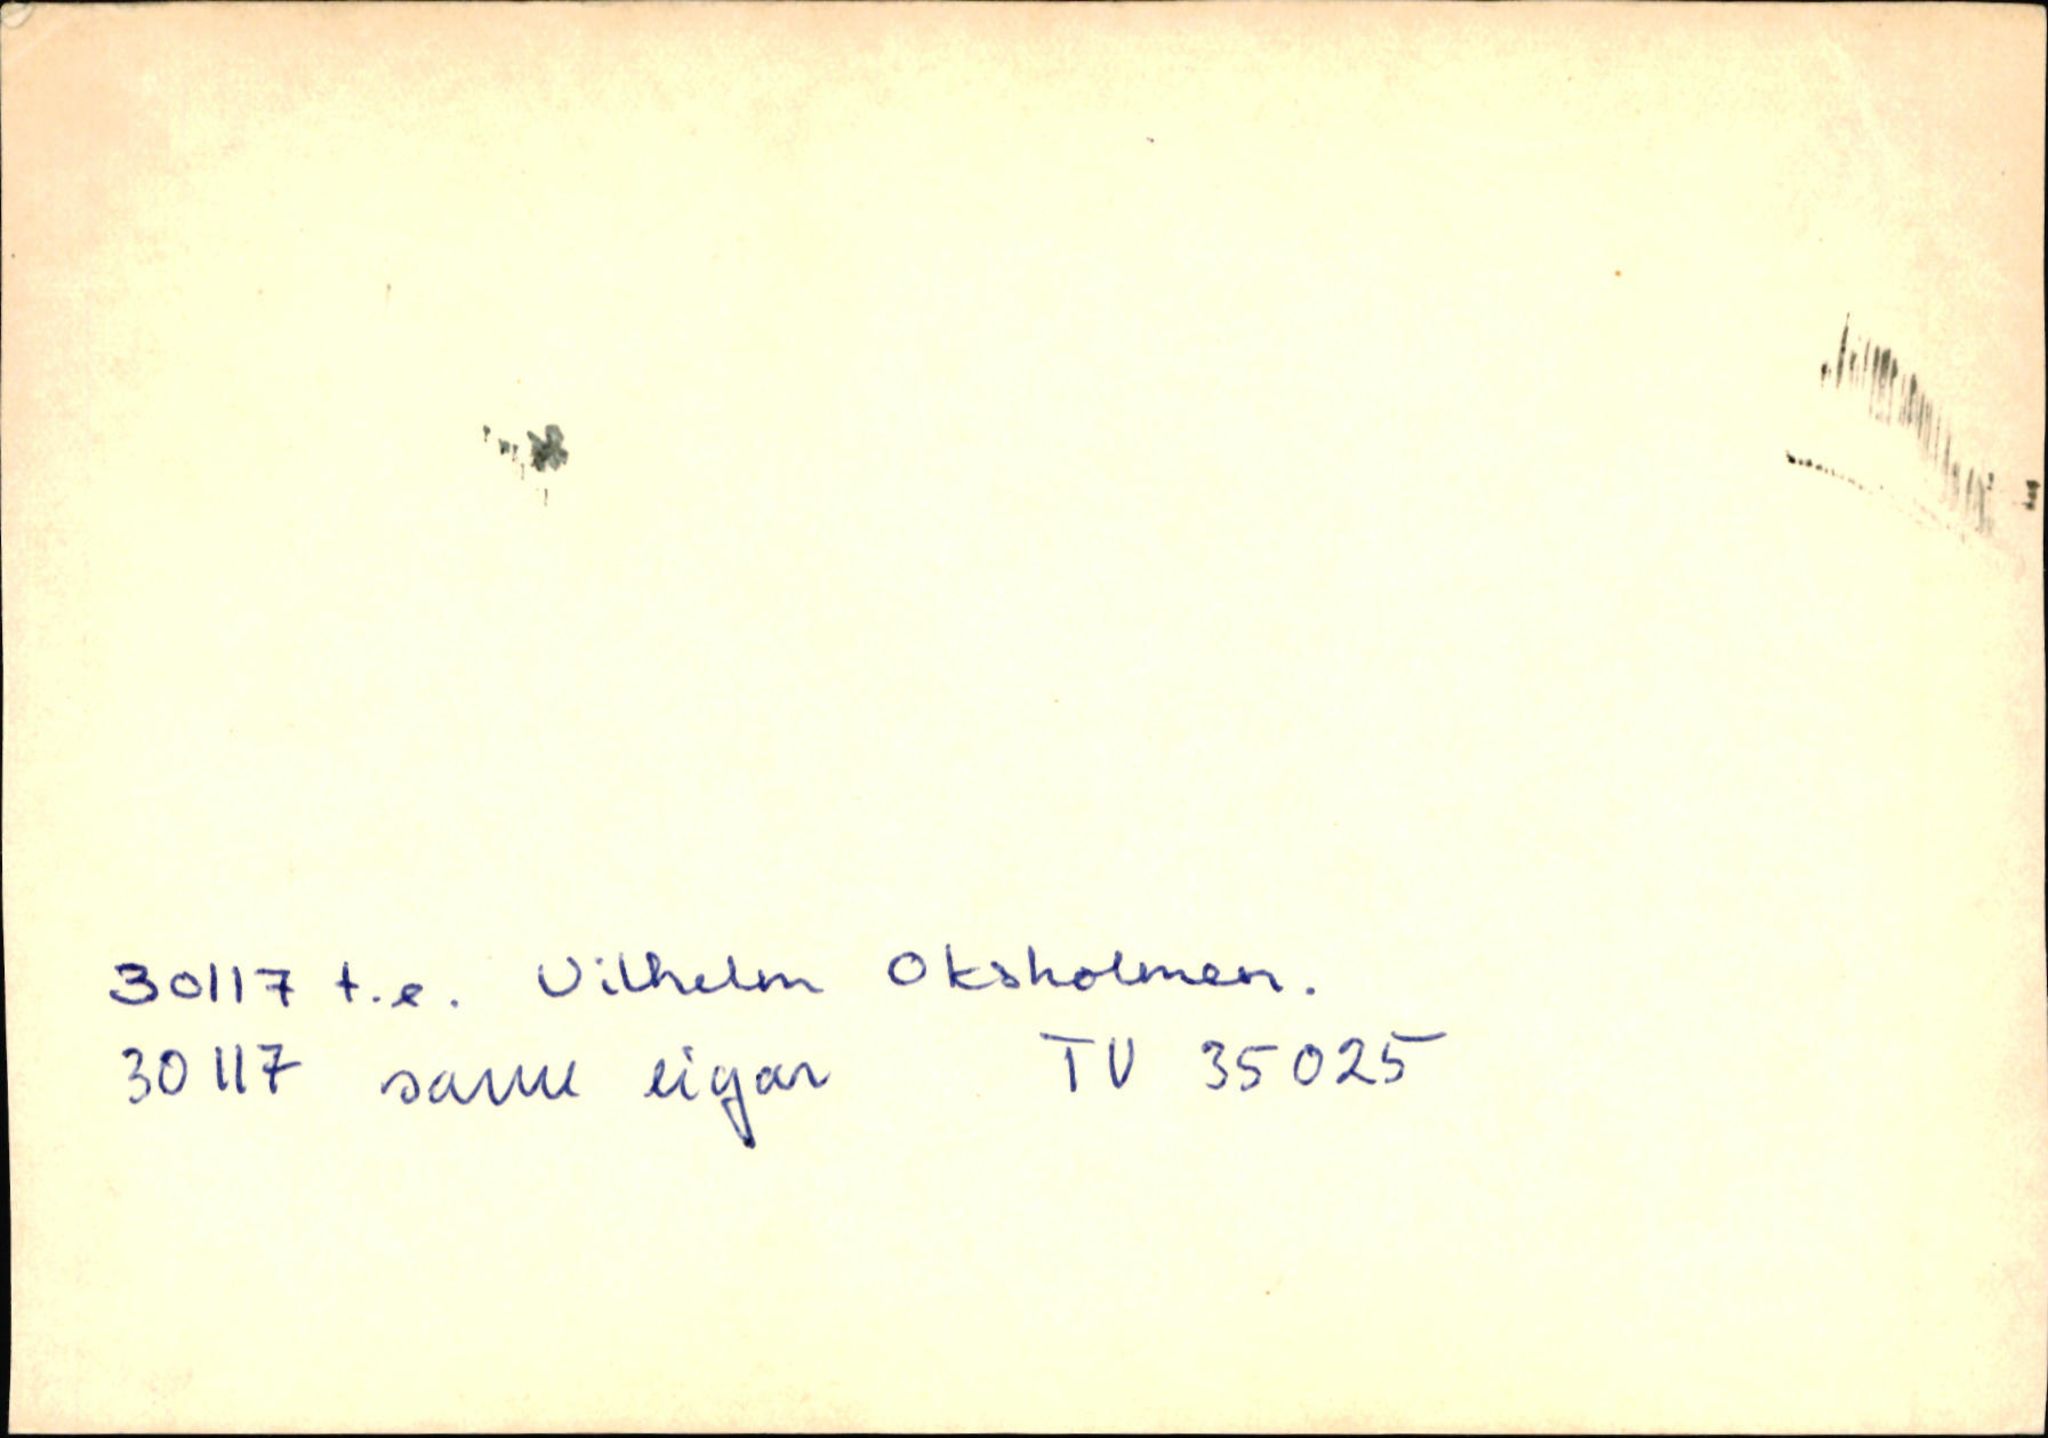 30117 t.e. Vilhelm Oksholmen.
30117 same eigar TV 35025